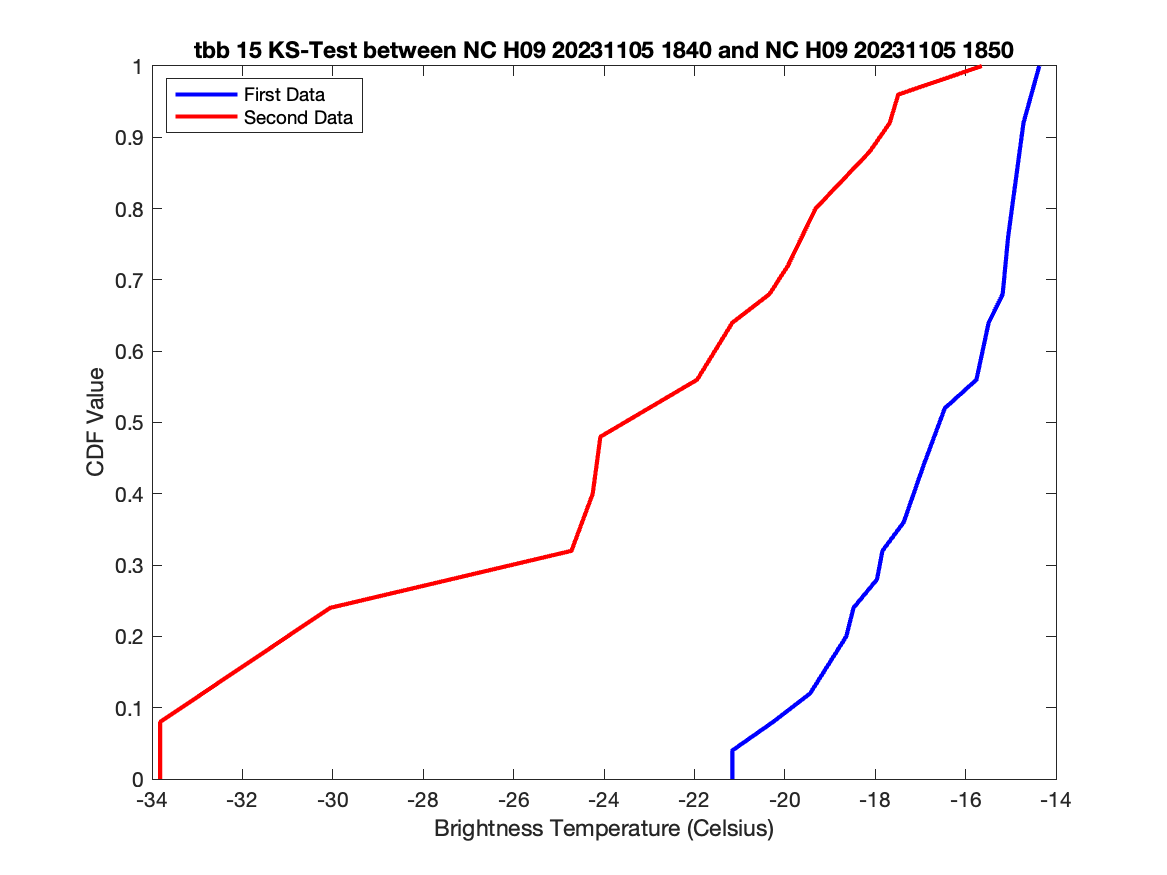 tbb 15 KS-Test between NC H09 20231105 1840 and NC H09 20231105 1850
First Data
Second Data
1
0.9
0.8
0.7
0.6
0.5
0.4
0.3
0.2
0.1
0
CDF Value
-34 -32 -30 -28 -26 -24 -22 -20 -18 -16 -14
Brightness Temperature (Celsius)